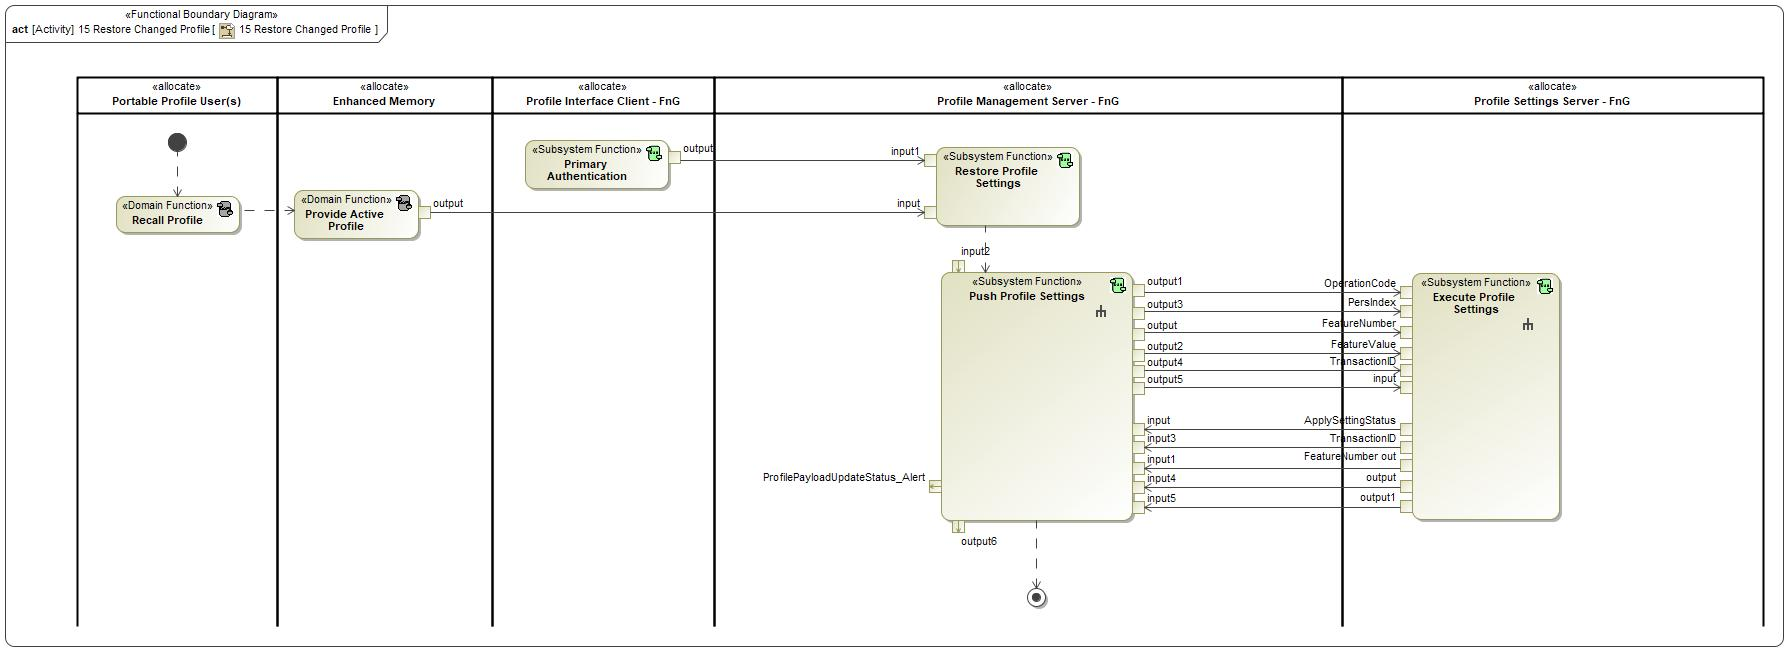 «Functional Boundary Diagram»
act [Activity] 15 Restore Changed Profile [ 15 Restore Changed Profile ]
«allocate»
Portable Profile User(s)
«allocate»
Enhanced Memory
«allocate»
Profile Interface Client - FnG
«allocate»
Profile Management Server - FnG
«allocate»
Profile Settings Server - FnG
«Domain Function»
Recall Profile
«Domain Function»
Provide Active
Profile
output
«Subsystem Function»
Primary
Authentication
output
input1
input
«Subsystem Function»
Restore Profile
Settings
input2
«Subsystem Function»
Push Profile Settings
output1
output3
output
output2
output4
output5
input
input3
input1
input4
input5
ProfilePayloadUpdateStatus_Alert
output6
OperationCode
PersIndex
FeatureNumber
FeatureValue
TransactionID
input
ApplySettingStatus
TransactionID
FeatureNumber out
output
output1
«Subsystem Function»
Execute Profile
Settings